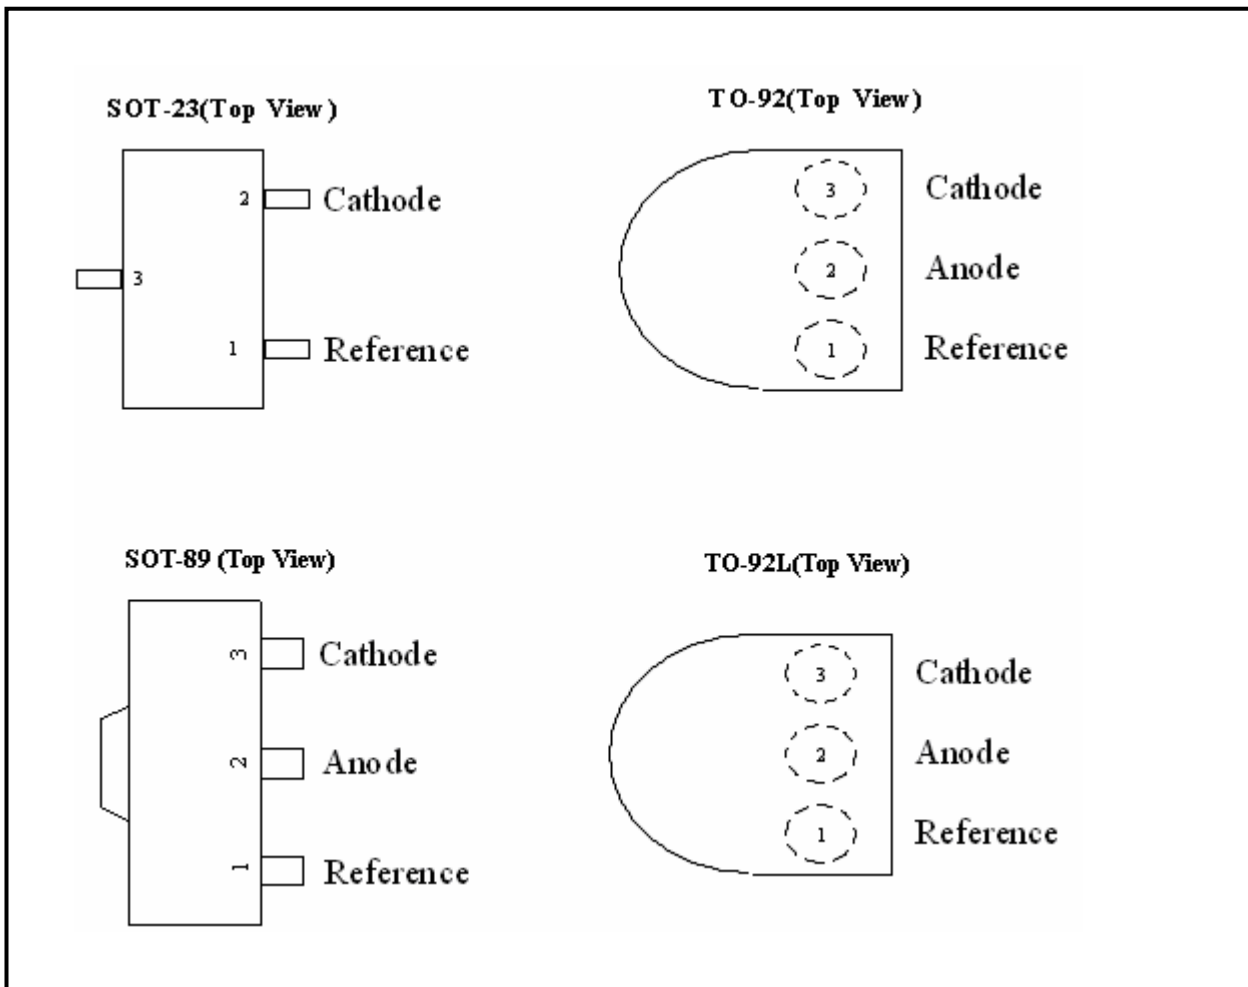 SOT-23(Top View)
2 Cathode
3
1 Reference
TO-92(Top View)
3 Cathode
2 Anode
1 Reference
SOT-89 (Top View)
3 Cathode
2 Anode
1 Reference
TO-92L(Top View)
3 Cathode
2 Anode
1 Reference